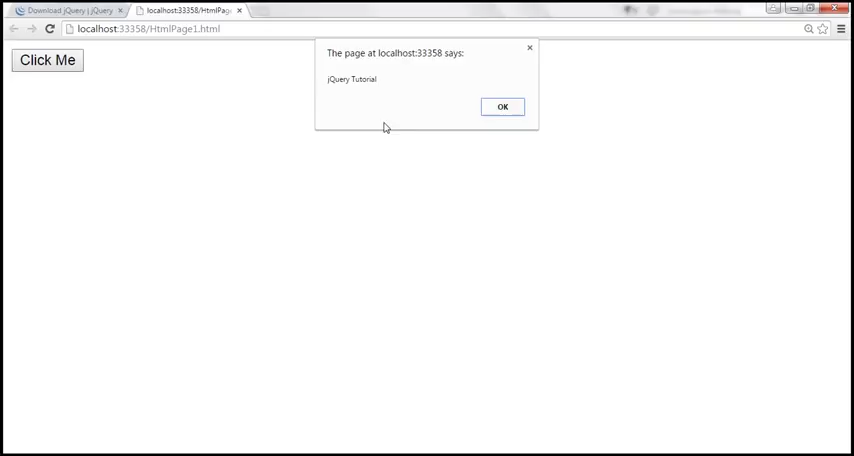 Download jQuery | jQuery
localhost:33358/HtmlPage
localhost:33358/HtmlPage1.html
Click Me
The page at localhost:33358 says:
jQuery Tutorial
OK